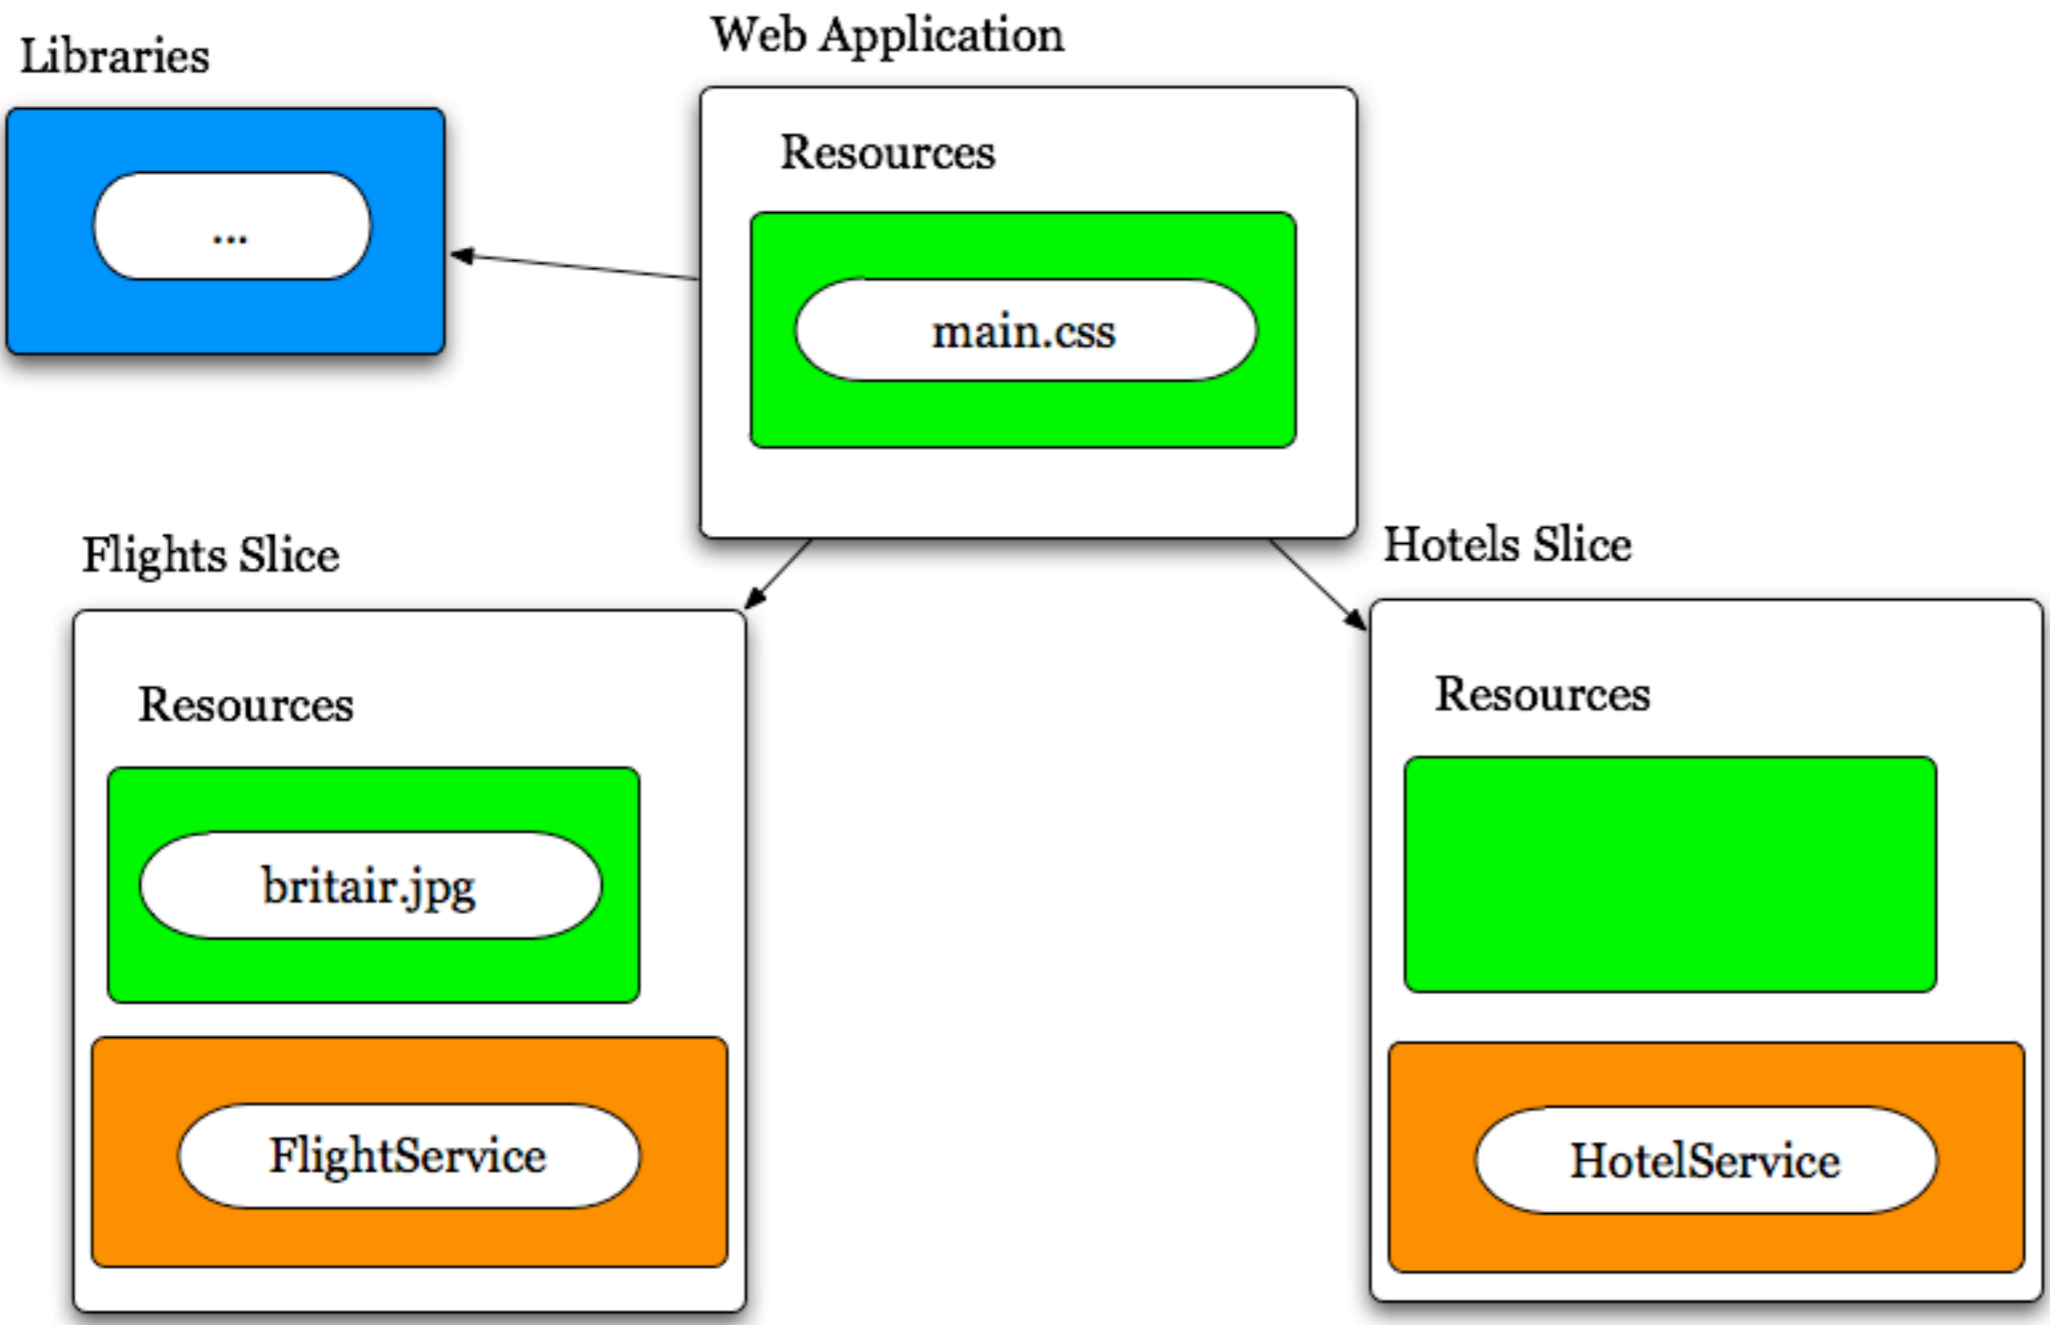 Libraries
Web Application
...
Resources
main.css
Flights Slice
Hotels Slice
Resources
Resources
britair.jpg
FlightService
HotelService